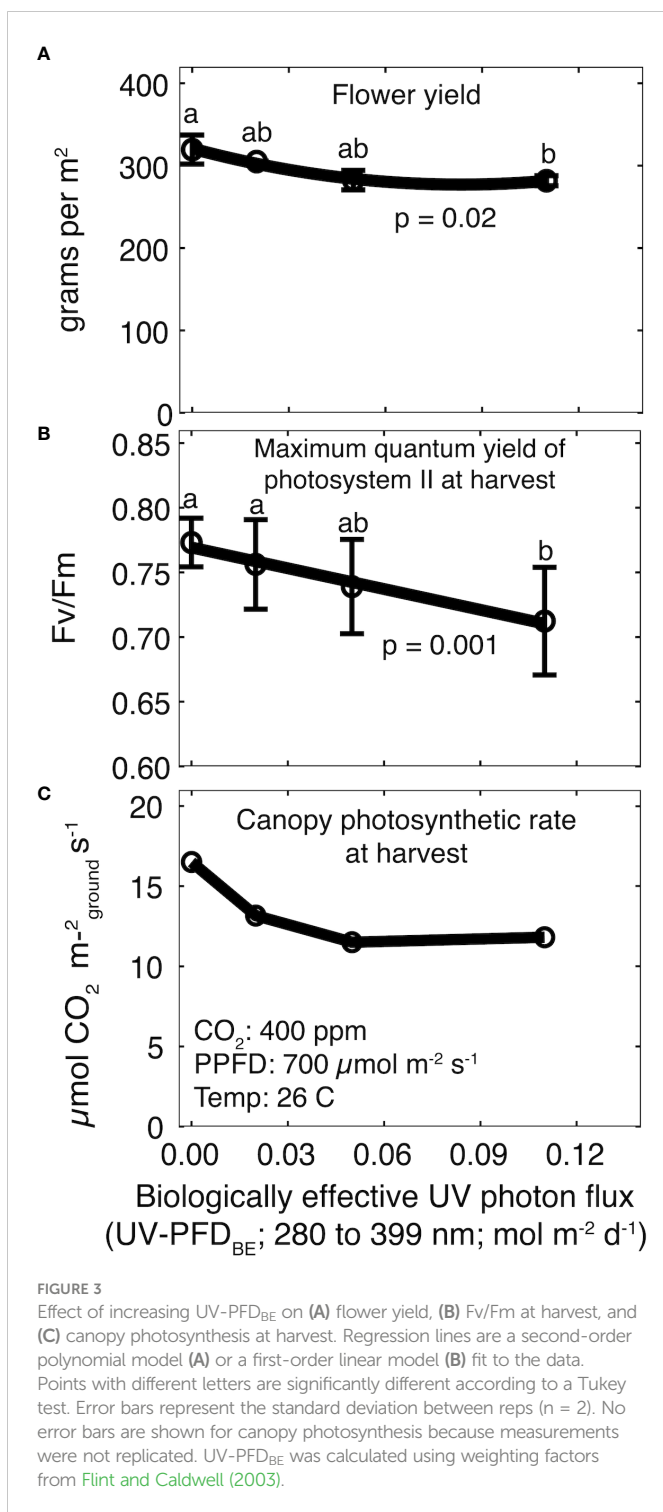 A
400
Flower yield
a
ab
ab
b
300
p = 0.02
200
100
0
grams per m²
B
0.85
Maximum quantum yield of
photosystem II at harvest
a
a
ab
b
0.80
0.75
0.70
p = 0.001
0.65
0.60
Fv/Fm
C
20
Canopy photosynthetic rate
at harvest
15
10
5
0
CO₂: 400 ppm
PPFD: 700 µmol m⁻² s⁻¹
Temp: 26 C
µmol CO₂ m-² ground s⁻¹
0.00 0.03 0.06 0.09 0.12
Biologically effective UV photon flux
(UV-PFD_BE; 280 to 399 nm; mol m⁻² d⁻¹)
FIGURE 3
Effect of increasing UV-PFD_BE on (A) flower yield, (B) Fv/Fm at harvest, and
(C) canopy photosynthesis at harvest. Regression lines are a second-order
polynomial model (A) or a first-order linear model (B) fit to the data.
Points with different letters are significantly different according to a Tukey
test. Error bars represent the standard deviation between reps (n = 2). No
error bars are shown for canopy photosynthesis because measurements
were not replicated. UV-PFD_BE was calculated using weighting factors
from Flint and Caldwell (2003).